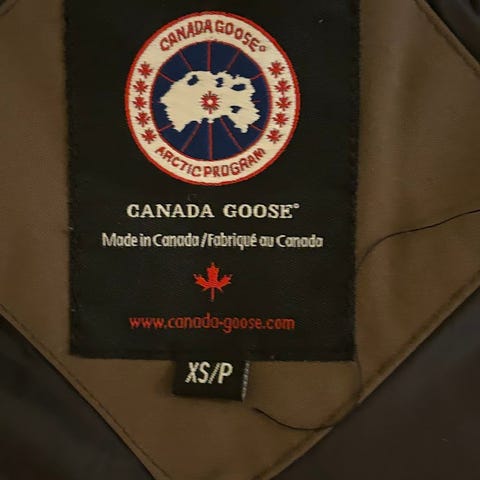 CANADA GOOSE®
ARCTIC PROGRAM
CANADA GOOSE®
Made in Canada/Fabriqué au Canada
www.canada-goose.com
XS/P